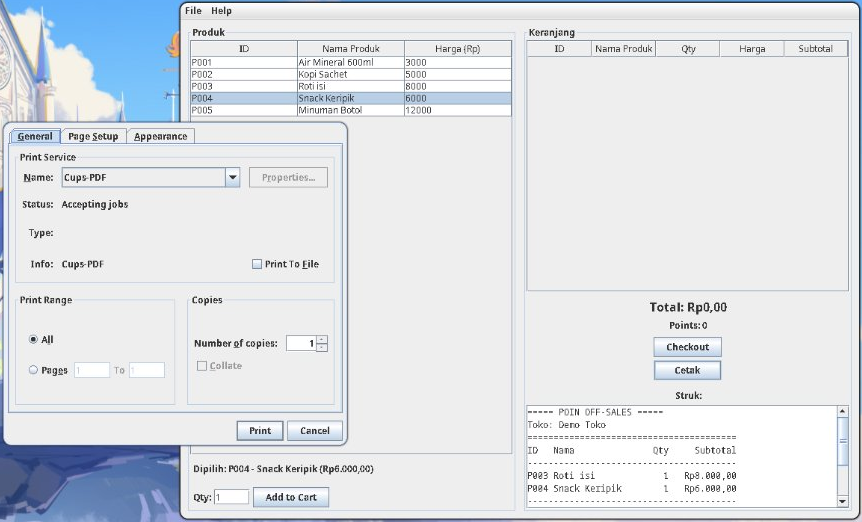 File Help
Produk
ID Nama Produk Harga (Rp)
P001 Air Mineral 600ml 3000
P002 Kopi Sachet 5000
P003 Roti isi 8000
P004 Snack Keripik 6000
P005 Minuman Botol 12000
General Page Setup Appearance
Print Service
Name: Cups-PDF Properties...
Status: Accepting jobs
Type:
Info: Cups-PDF Print To File
Print Range
All
Pages 1 To 1
Copies
Number of copies: 1
Collate
Print Cancel
Dipilih: P004 - Snack Keripik (Rp6.000,00)
Qty: 1 Add to Cart
Keranjang
ID Nama Produk Qty Harga Subtotal
Total: Rp0,00
Points: 0
Checkout
Cetak
Struk:
----- POIN OFF-SALES -----
Toko: Demo Toko
========================================
ID Nama Qty Subtotal
----------------------------------------
P003 Roti isi 1 Rp8.000,00
P004 Snack Keripik 1 Rp6.000,00
----------------------------------------